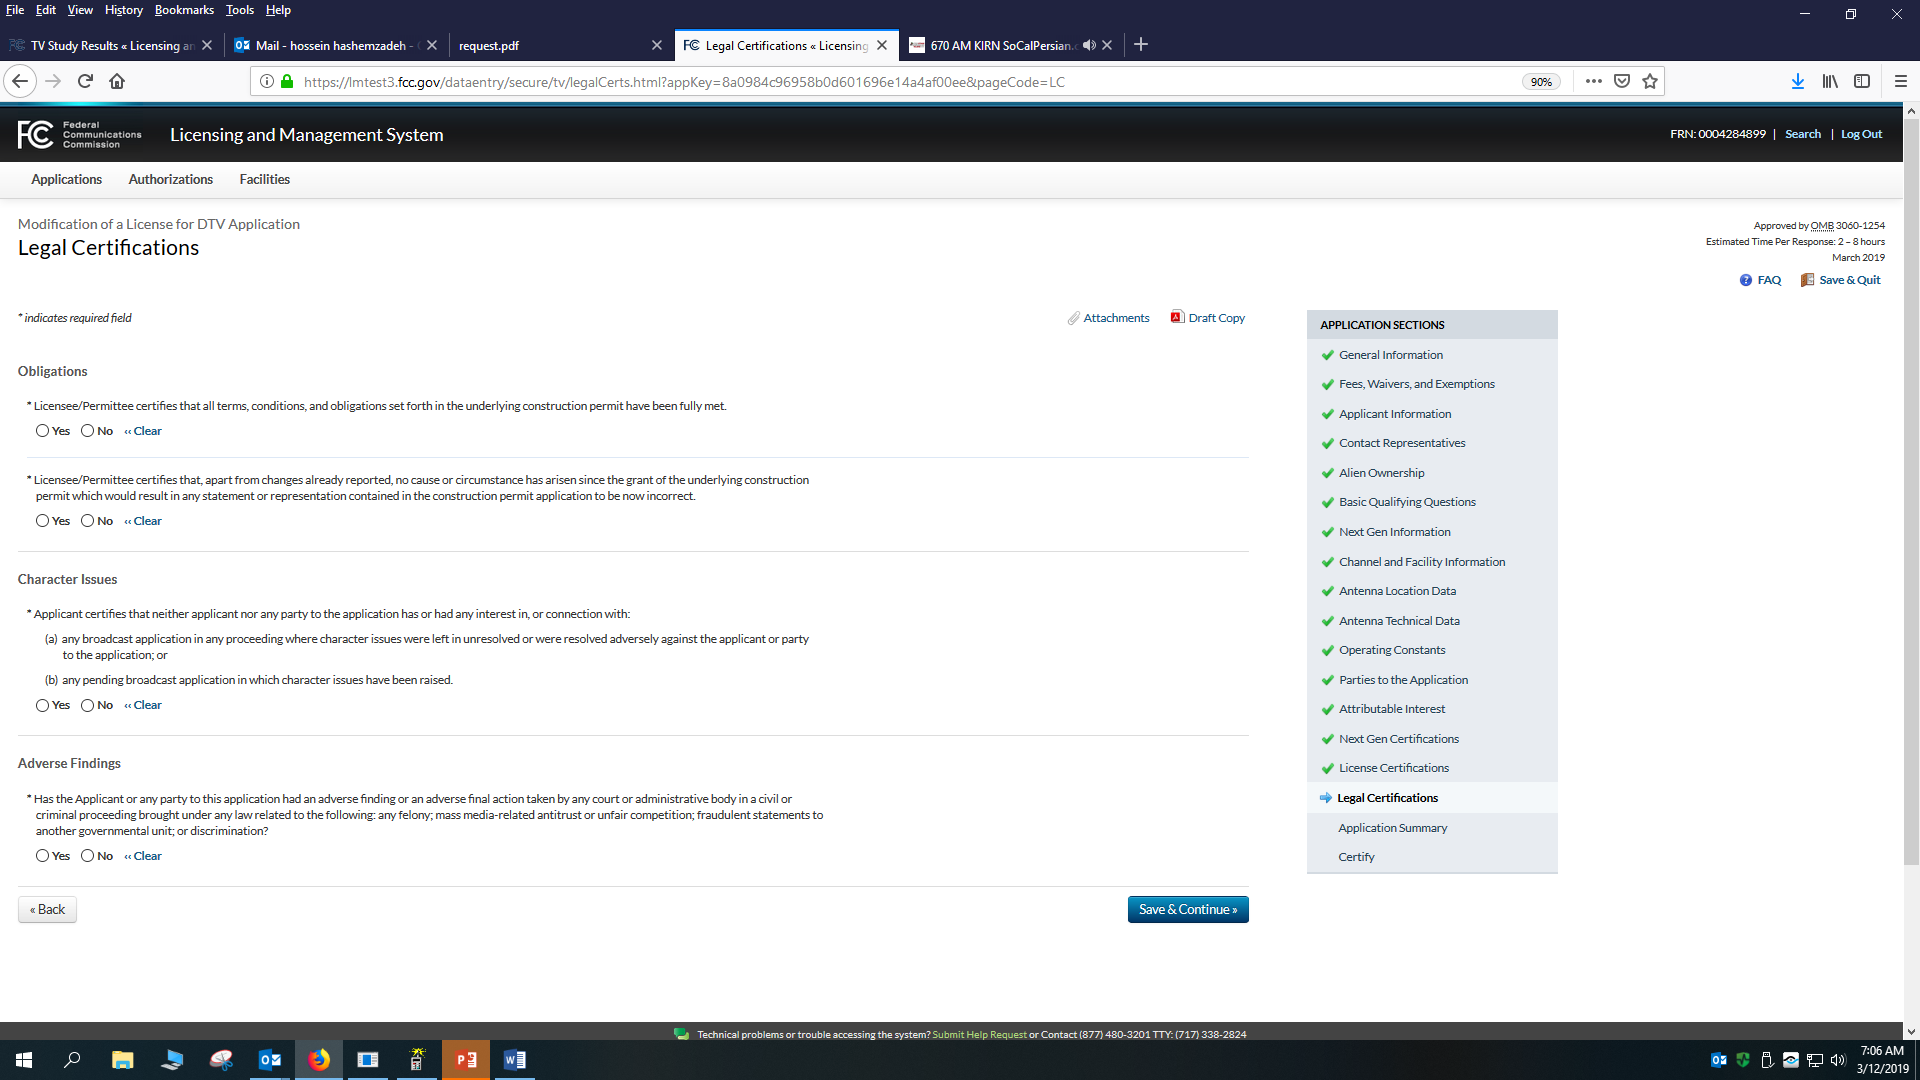 File Edit View History Bookmarks Tools Help
TV Study Results « Licensing an
Mail - hossein hashemzadeh -
request.pdf
Legal Certifications « Licensing
670 AM KIRN SoCalPersian.c
https://lmtest3.fcc.gov/dataentry/secure/tv/legalCerts.html?appKey=8a0984c96958b0d601696e14a4af00ee&pageCode=LC
90%
FC Federal
Communications
Commission
Licensing and Management System
FRN: 0004284899 | Search | Log Out
Applications Authorizations Facilities
Modification of a License for DTV Application
Legal Certifications
Approved by OMB 3060-1254
Estimated Time Per Response: 2 – 8 hours
March 2019
FAQ Save & Quit
* indicates required field
Attachments Draft Copy
Obligations
* Licensee/Permittee certifies that all terms, conditions, and obligations set forth in the underlying construction permit have been fully met.
Yes No ‹‹ Clear
* Licensee/Permittee certifies that, apart from changes already reported, no cause or circumstance has arisen since the grant of the underlying construction
permit which would result in any statement or representation contained in the construction permit application to be now incorrect.
Yes No ‹‹ Clear
Character Issues
* Applicant certifies that neither applicant nor any party to the application has or had any interest in, or connection with:
(a) any broadcast application in any proceeding where character issues were left in unresolved or were resolved adversely against the applicant or party
to the application; or
(b) any pending broadcast application in which character issues have been raised.
Yes No ‹‹ Clear
Adverse Findings
* Has the Applicant or any party to this application had an adverse finding or an adverse final action taken by any court or administrative body in a civil or
criminal proceeding brought under any law related to the following: any felony; mass media-related antitrust or unfair competition; fraudulent statements to
another governmental unit; or discrimination?
Yes No ‹‹ Clear
« Back
Save & Continue »
APPLICATION SECTIONS
General Information
Fees, Waivers, and Exemptions
Applicant Information
Contact Representatives
Alien Ownership
Basic Qualifying Questions
Next Gen Information
Channel and Facility Information
Antenna Location Data
Antenna Technical Data
Operating Constants
Parties to the Application
Attributable Interest
Next Gen Certifications
License Certifications
Legal Certifications
Application Summary
Certify
Technical problems or trouble accessing the system? Submit Help Request or Contact (877) 480-3201 TTY: (717) 338-2824
7:06 AM
3/12/2019